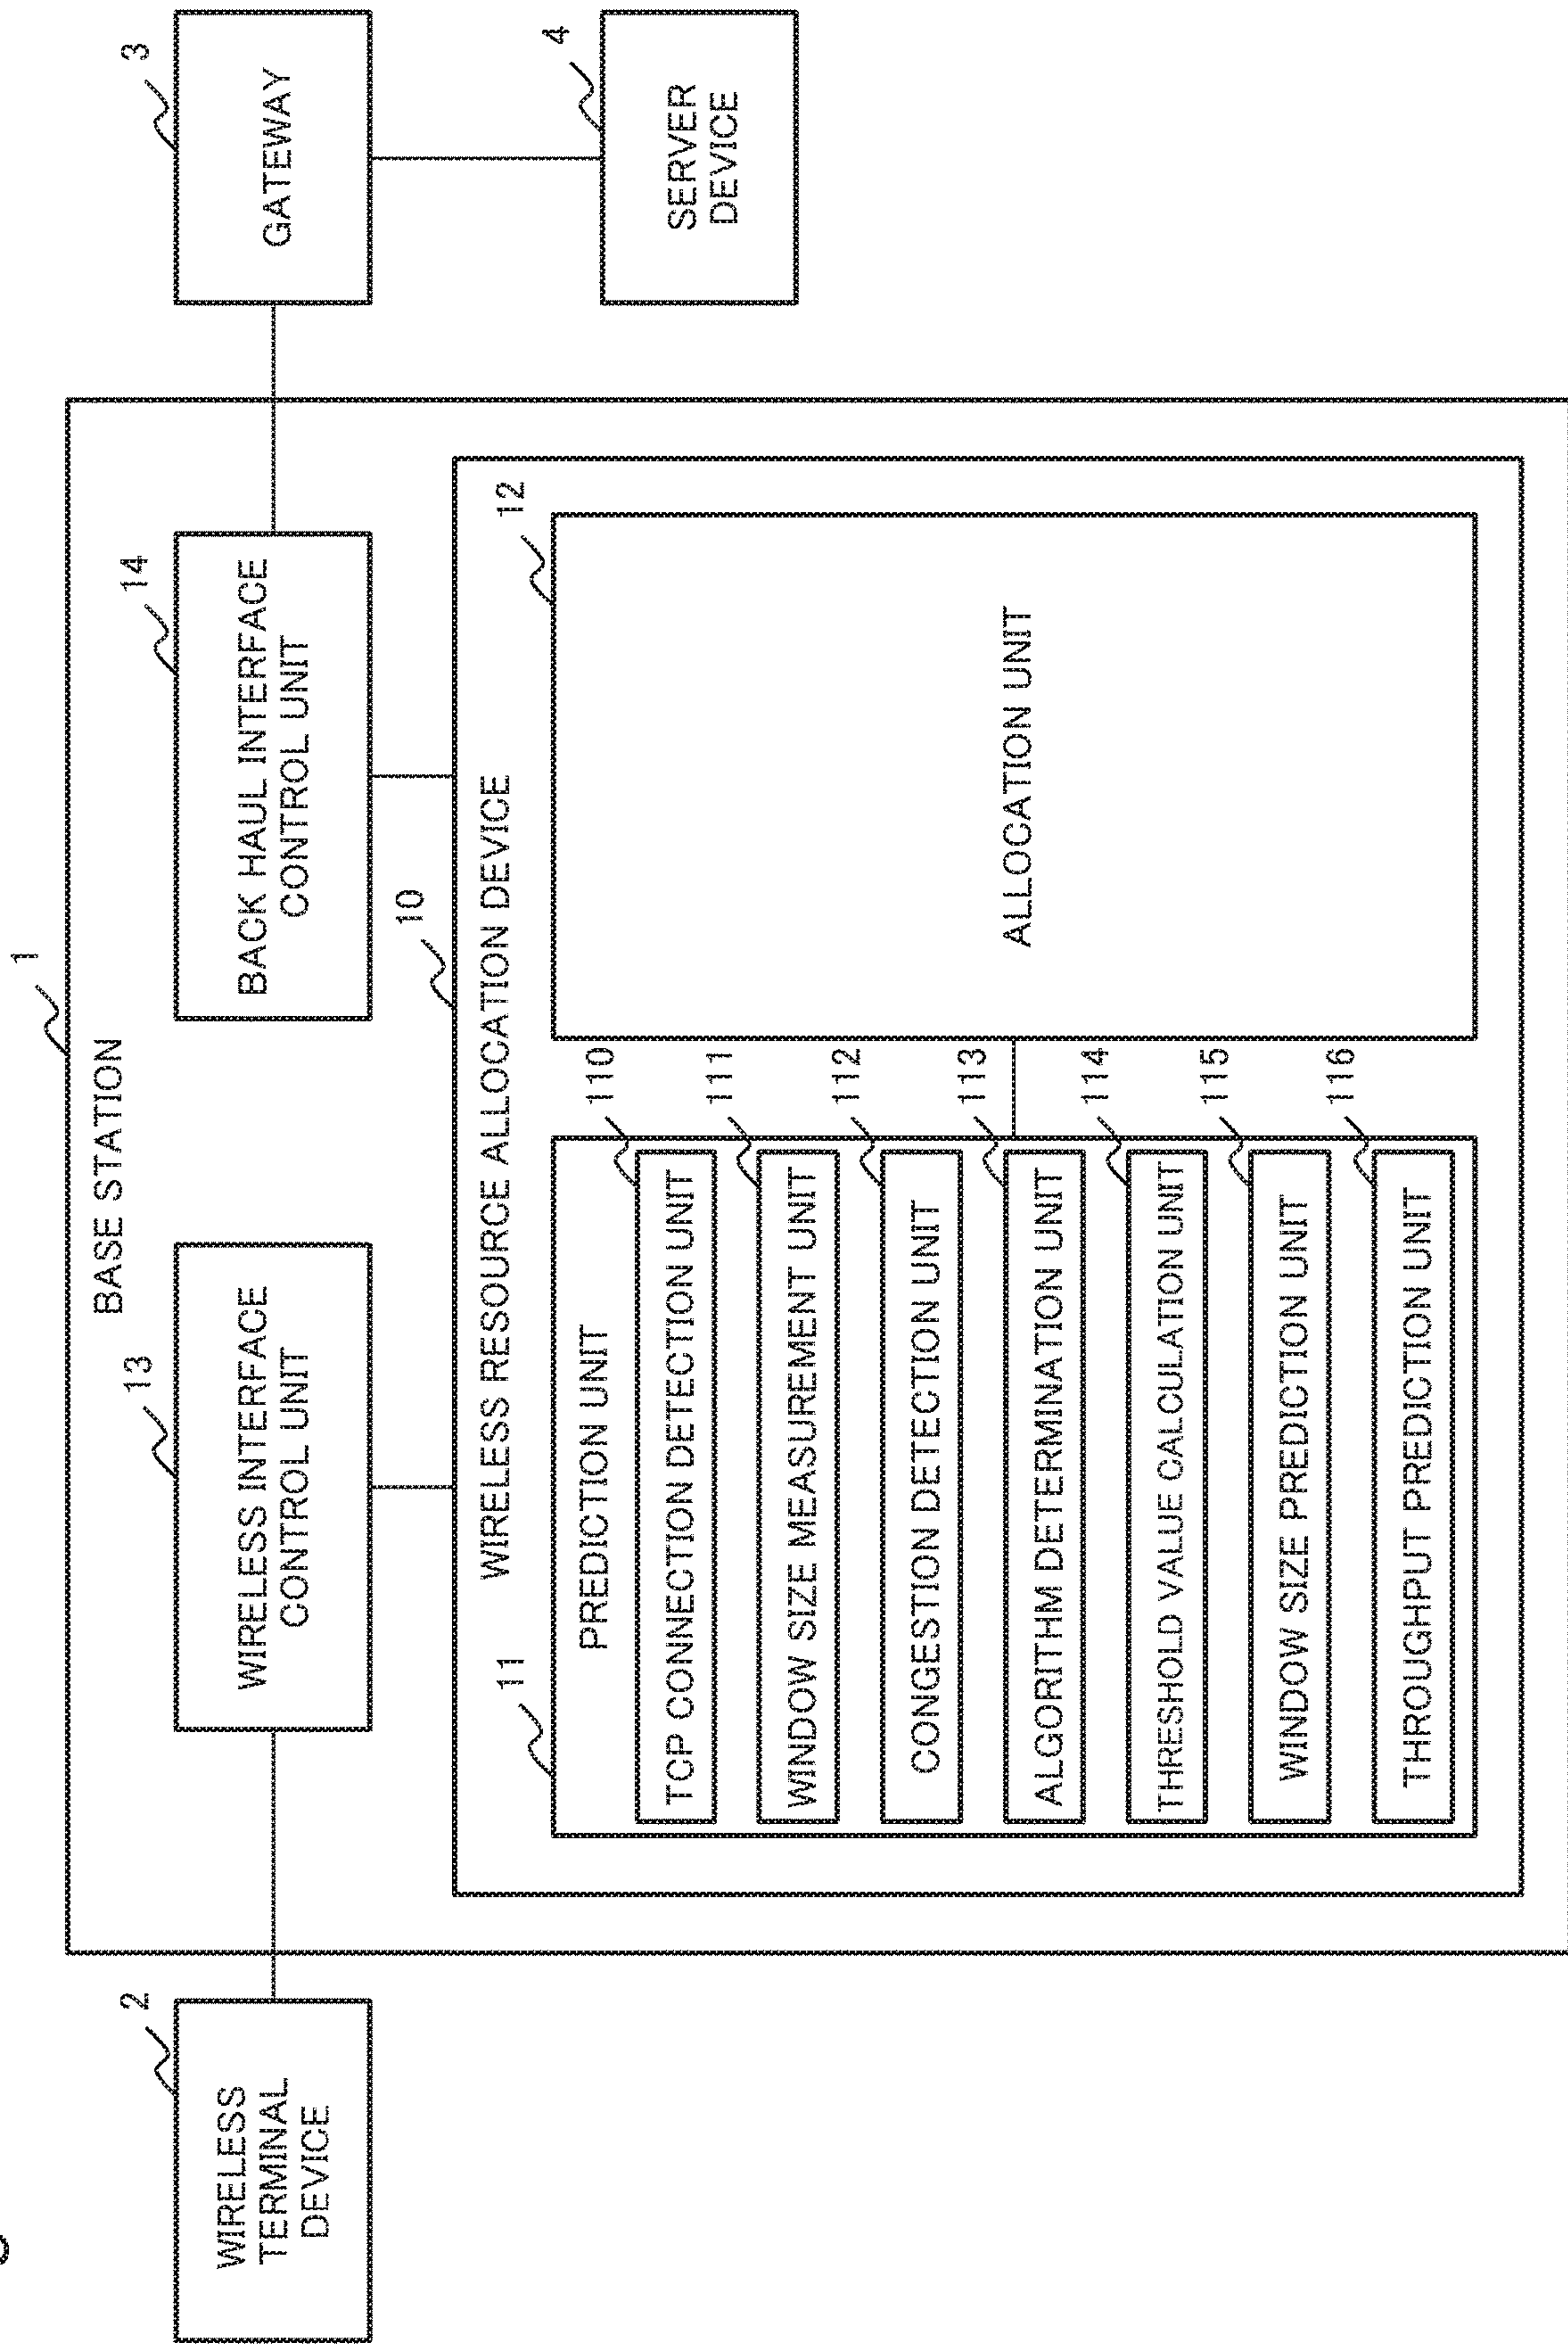 1
BASE STATION
2
WIRELESS
TERMINAL
DEVICE
13
WIRELESS INTERFACE
CONTROL UNIT
14
BACK HAUL INTERFACE
CONTROL UNIT
3
GATEWAY
4
SERVER
DEVICE
10
WIRELESS RESOURCE ALLOCATION DEVICE
11
PREDICTION UNIT
110
TCP CONNECTION DETECTION UNIT
111
WINDOW SIZE MEASUREMENT UNIT
112
CONGESTION DETECTION UNIT
113
ALGORITHM DETERMINATION UNIT
114
THRESHOLD VALUE CALCULATION UNIT
115
WINDOW SIZE PREDICTION UNIT
116
THROUGHPUT PREDICTION UNIT
12
ALLOCATION UNIT